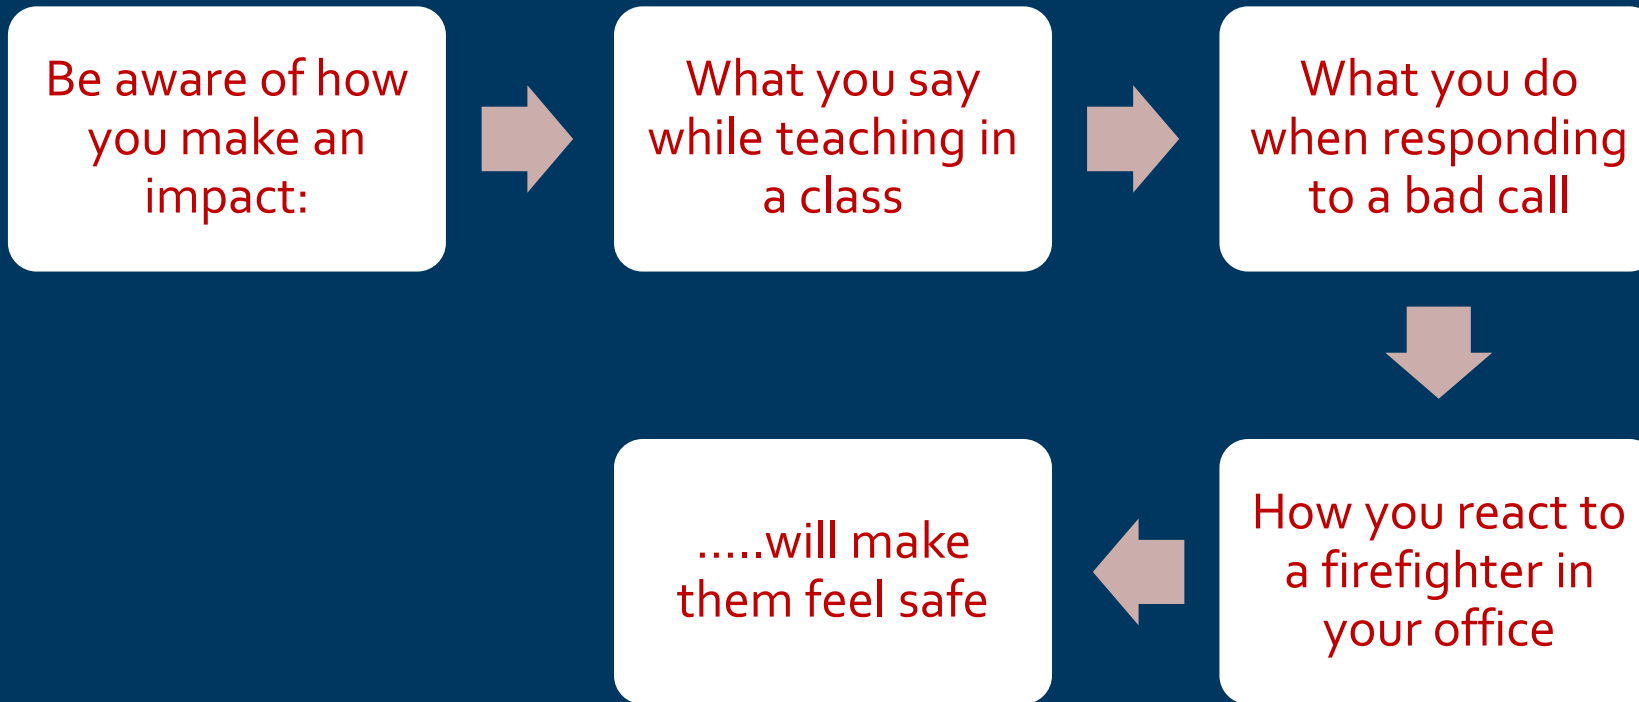 Be aware of how
you make an
impact:
What you say
while teaching in
a class
What you do
when responding
to a bad call
How you react to
a firefighter in
your office
.....will make
them feel safe